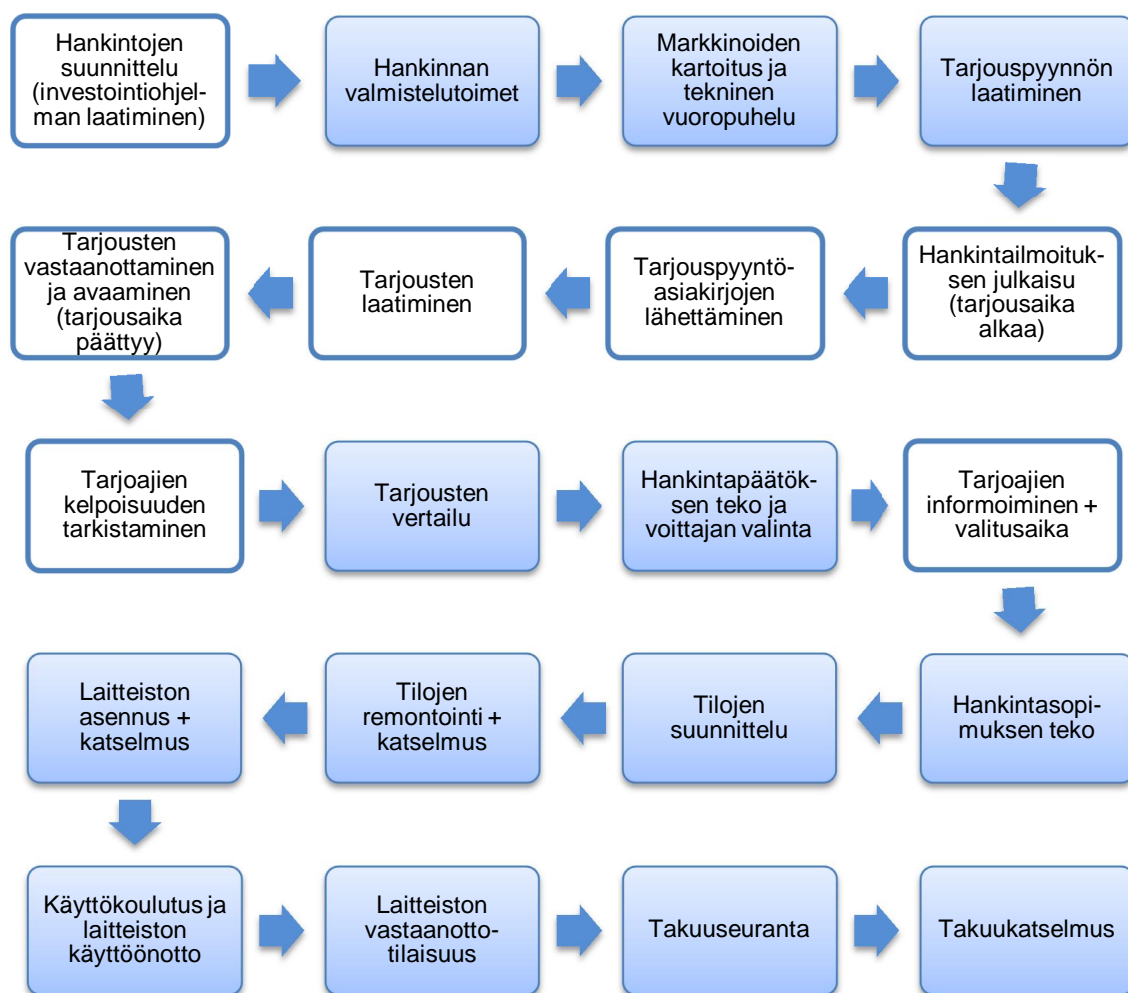 Hankintojen
suunnittelu
(investointiohjel-
man laatiminen)
Hankinnan
valmistelutoimet
Markkinoiden
kartoitus ja
tekninen
vuoropuhelu
Tarjouspyynnön
laatiminen
Hankintailmoituk-
sen julkaisu
(tarjousaika
alkaa)
Tarjouspyyntö-
asiakirjojen
lähettäminen
Tarjousten
laatiminen
Tarjousten
vastaanottaminen
ja avaaminen
(tarjousaika
päättyy)
Tarjoajien
kelpoisuuden
tarkistaminen
Tarjousten
vertailu
Hankintapäätök-
sen teko ja
voittajan valinta
Tarjoajien
informoiminen +
valitusaika
Hankintasopi-
muksen teko
Tilojen
suunnittelu
Tilojen
remontointi +
katselmus
Laitteiston
asennus +
katselmus
Käyttökoulutus ja
laitteiston
käyttöönotto
Laitteiston
vastaanotto-
tilaisuus
Takuuseuranta
Takuukatselmus